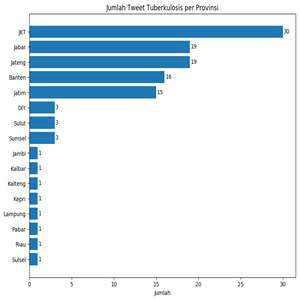 Jumlah Tweet Tuberkulosis per Provinsi
JKT 30
Jabar 19
Jateng 19
Banten 16
Jatim 15
DIY 3
Sulut 3
Sumsel 3
Jambi 1
Kalbar 1
Kalteng 1
Kepri 1
Lampung 1
Pabar 1
Riau 1
Sulsel 1
0 5 10 15 20 25 30
Jumlah